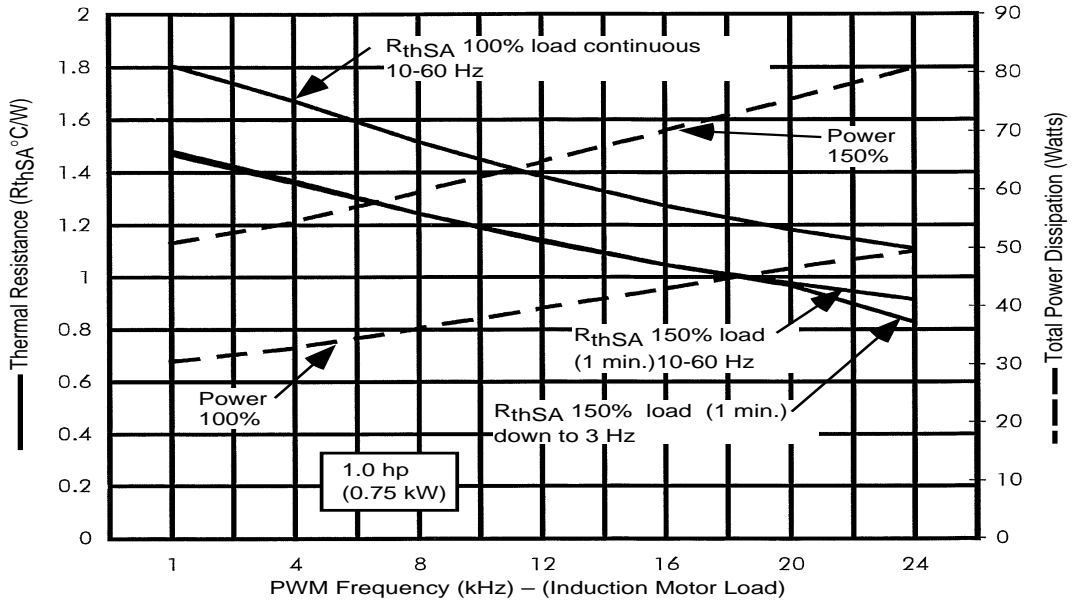 2
1.8
1.6
1.4
1.2
1
0.8
0.6
0.4
0.2
0
Thermal Resistance (RthSA°C/W)
RthSA 100% load continuous
10-60 Hz
Power
150%
RthSA 150% load
(1 min.)10-60 Hz
Power
100%
RthSA 150% load (1 min.)
down to 3 Hz
1.0 hp
(0.75 kW)
90
80
70
60
50
40
30
20
10
0
Total Power Dissipation (Watts)
1 4 8 12 16 20 24
PWM Frequency (kHz) – (Induction Motor Load)